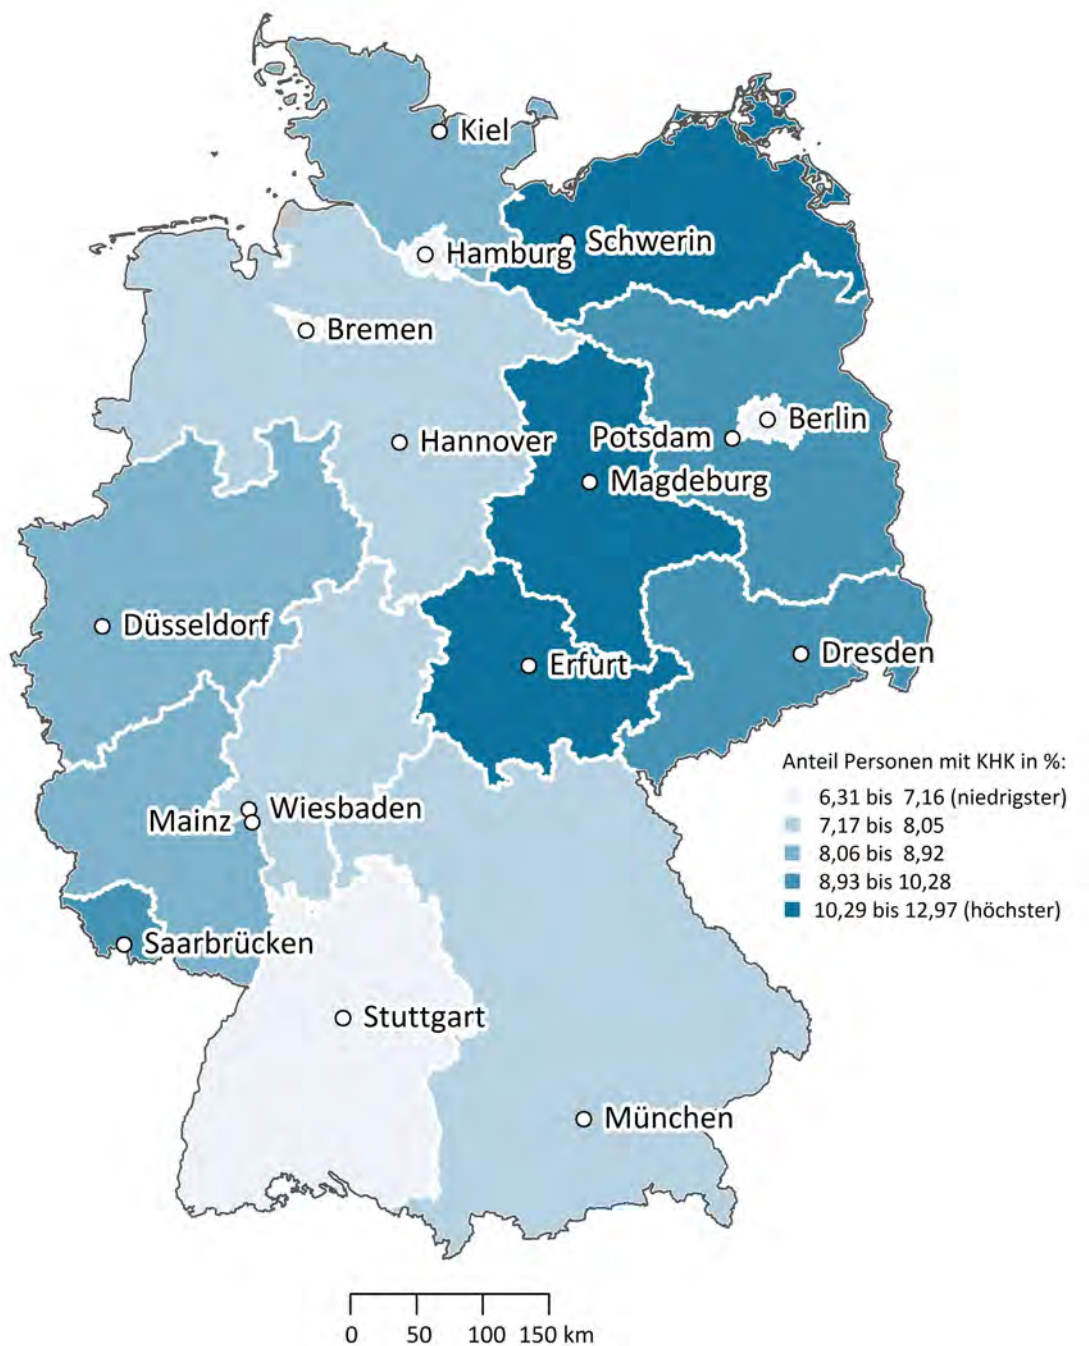 Kiel
Hamburg
Schwerin
Bremen
Berlin
Hannover
Potsdam
Magdeburg
Düsseldorf
Erfurt
Dresden
Anteil Personen mit KHK in %:
6,31 bis 7,16 (niedrigster)
7,17 bis 8,05
8,06 bis 8,92
8,93 bis 10,28
10,29 bis 12,97 (höchster)
Wiesbaden
Mainz
Saarbrücken
Stuttgart
München
0 50 100 150 km